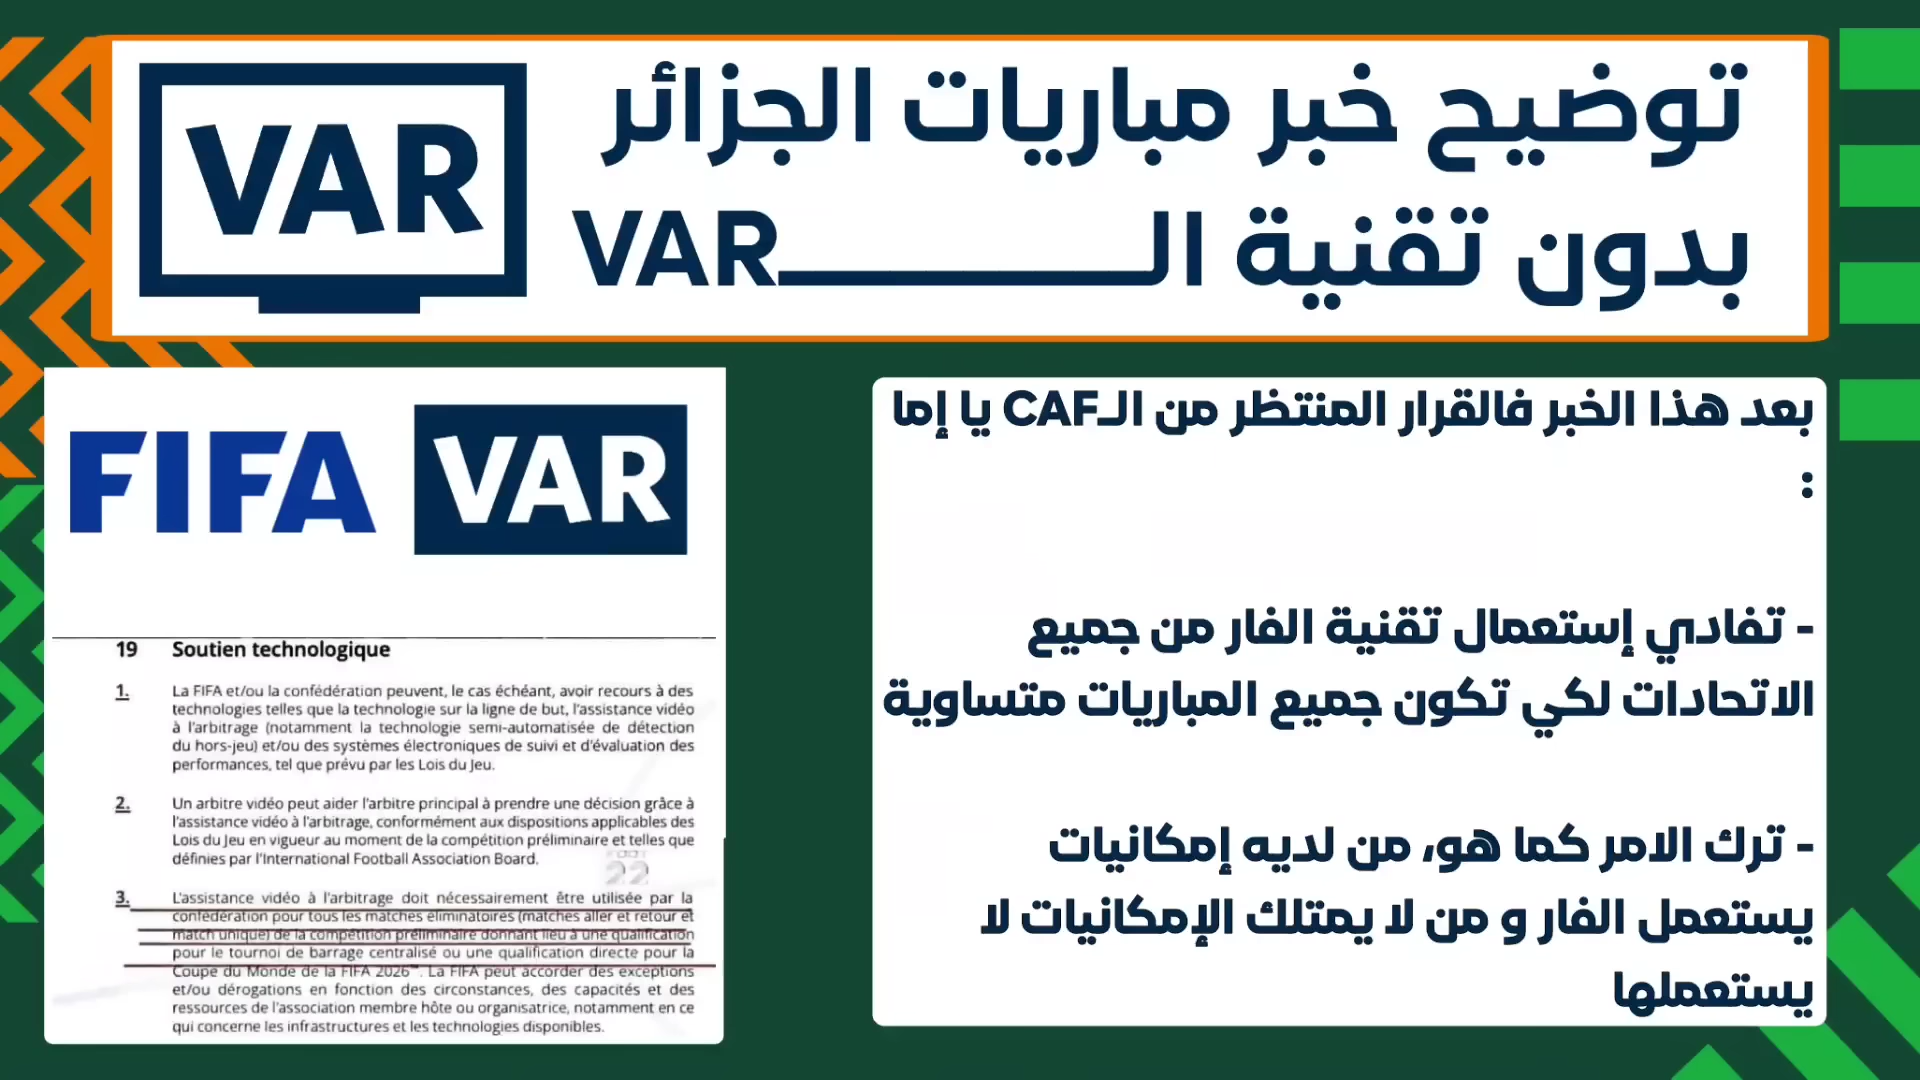 VAR
توضيح خبر مباريات الجزائر
بدون تقنية الـــــــــــــVAR
FIFA VAR
19 Soutien technologique
1. La FIFA et/ou la confédération peuvent, le cas échéant, avoir recours à des
technologies telles que la technologie sur la ligne de but, l'assistance vidéo
à l'arbitrage (notamment la technologie semi-automatisée de détection
du hors-jeu) et/ou des systèmes électroniques de suivi et d'évaluation des
performances, tel que prévu par les Lois du Jeu.
2. Un arbitre vidéo peut aider l'arbitre principal à prendre une décision grâce à
l'assistance vidéo à l'arbitrage, conformément aux dispositions applicables des
Lois du Jeu en vigueur au moment de la compétition préliminaire et telles que
définies par l'International Football Association Board.
22
3. L'assistance vidéo à l'arbitrage doit nécessairement être utilisée par la
confédération pour tous les matches éliminatoires (matches aller et retour et
match unique) de la compétition préliminaire donnant lieu à une qualification
pour le tournoi de barrage centralisé ou une qualification directe pour la
Coupe du Monde de la FIFA 2026™. La FIFA peut accorder des exceptions
et/ou dérogations en fonction des circonstances, des capacités et des
ressources de l'association membre hôte ou organisatrice, notamment en ce
qui concerne les infrastructures et les technologies disponibles.
بعد هذا الخبر فالقرار المنتظر من الـCAF يا إما
:
- تفادي إستعمال تقنية الفار من جميع
الاتحادات لكي تكون جميع المباريات متساوية
- ترك الامر كما هو، من لديه إمكانيات
يستعمل الفار و من لا يمتلك الإمكانيات لا
يستعملها